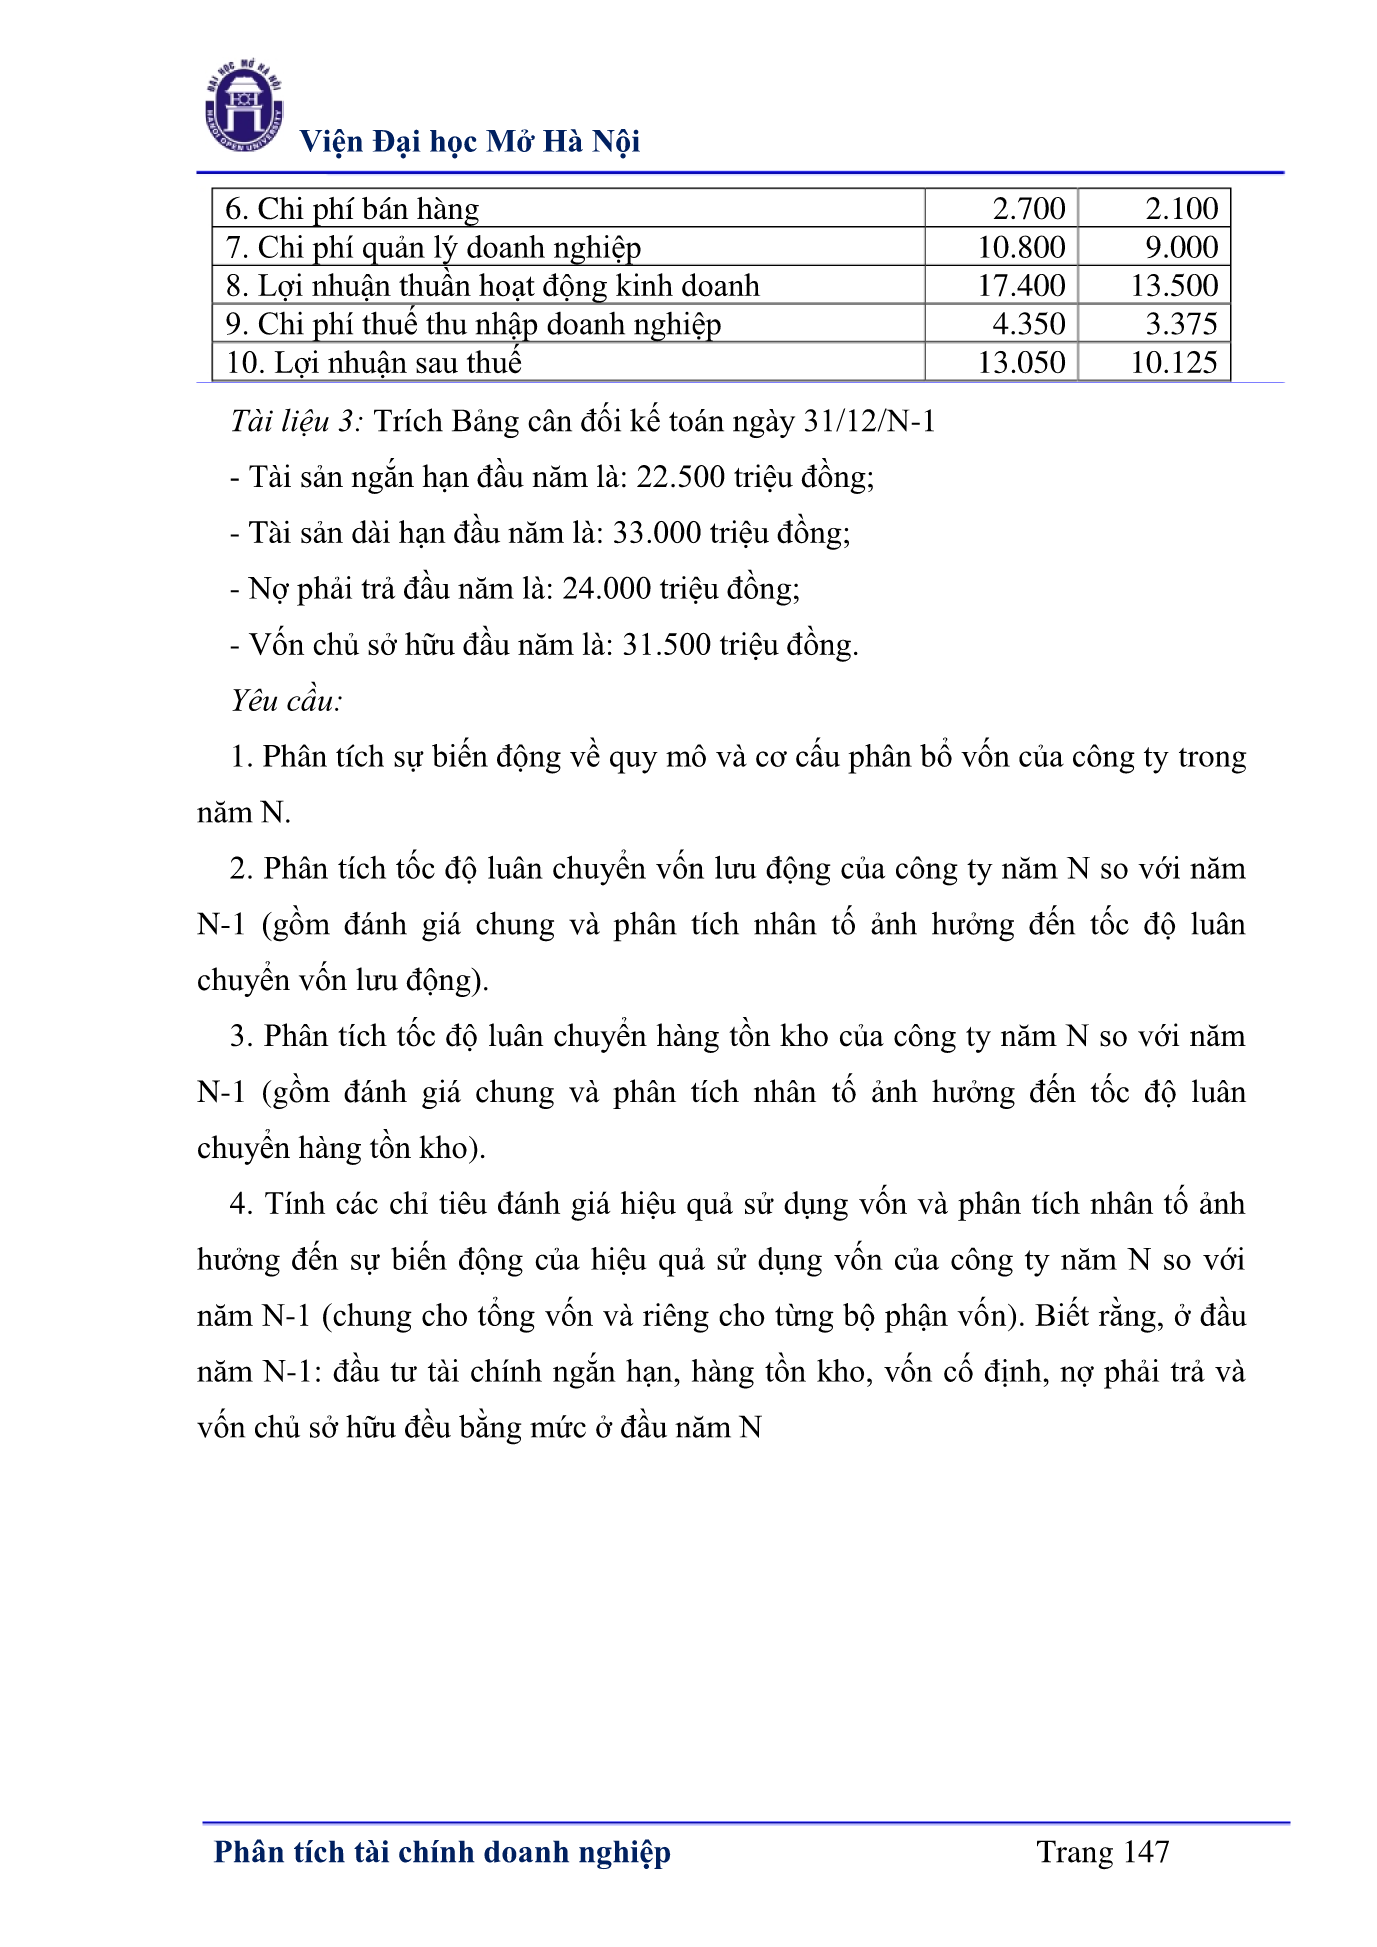 ĐẠI HỌC MỞ HÀ NỘI
HANOI OPEN UNIVERSITY
Viện Đại học Mở Hà Nội
6. Chi phí bán hàng 2.700 2.100
7. Chi phí quản lý doanh nghiệp 10.800 9.000
8. Lợi nhuận thuần hoạt động kinh doanh 17.400 13.500
9. Chi phí thuế thu nhập doanh nghiệp 4.350 3.375
10. Lợi nhuận sau thuế 13.050 10.125
Tài liệu 3: Trích Bảng cân đối kế toán ngày 31/12/N-1
- Tài sản ngắn hạn đầu năm là: 22.500 triệu đồng;
- Tài sản dài hạn đầu năm là: 33.000 triệu đồng;
- Nợ phải trả đầu năm là: 24.000 triệu đồng;
- Vốn chủ sở hữu đầu năm là: 31.500 triệu đồng.
Yêu cầu:
1. Phân tích sự biến động về quy mô và cơ cấu phân bổ vốn của công ty trong
năm N.
2. Phân tích tốc độ luân chuyển vốn lưu động của công ty năm N so với năm
N-1 (gồm đánh giá chung và phân tích nhân tố ảnh hưởng đến tốc độ luân
chuyển vốn lưu động).
3. Phân tích tốc độ luân chuyển hàng tồn kho của công ty năm N so với năm
N-1 (gồm đánh giá chung và phân tích nhân tố ảnh hưởng đến tốc độ luân
chuyển hàng tồn kho).
4. Tính các chỉ tiêu đánh giá hiệu quả sử dụng vốn và phân tích nhân tố ảnh
hưởng đến sự biến động của hiệu quả sử dụng vốn của công ty năm N so với
năm N-1 (chung cho tổng vốn và riêng cho từng bộ phận vốn). Biết rằng, ở đầu
năm N-1: đầu tư tài chính ngắn hạn, hàng tồn kho, vốn cố định, nợ phải trả và
vốn chủ sở hữu đều bằng mức ở đầu năm N
Phân tích tài chính doanh nghiệp Trang 147